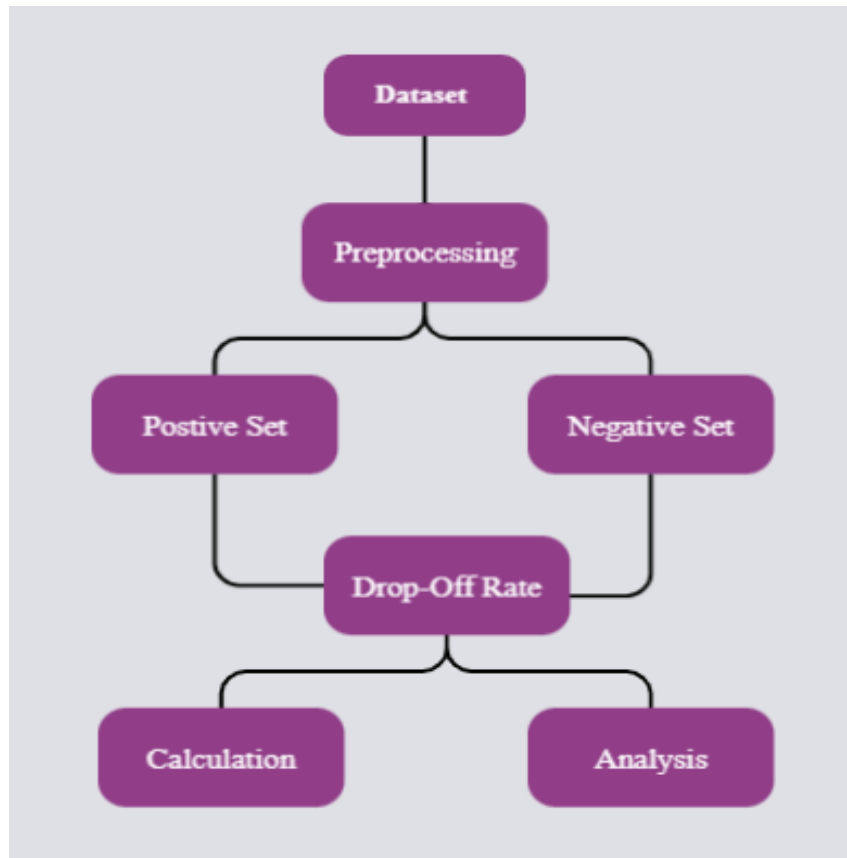 Dataset
Preprocessing
Postive Set
Negative Set
Drop-Off Rate
Calculation
Analysis